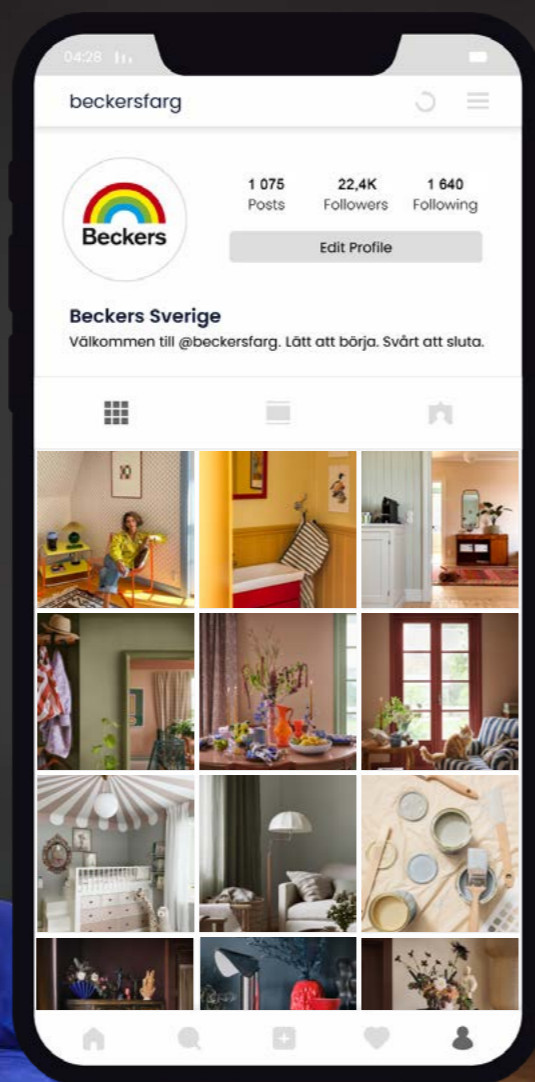 04:28
beckersfarg
Beckers
1 075 22,4K 1 640
Posts Followers Following
Edit Profile
Beckers Sverige
Välkommen till @beckersfarg. Lätt att börja. Svårt att sluta.